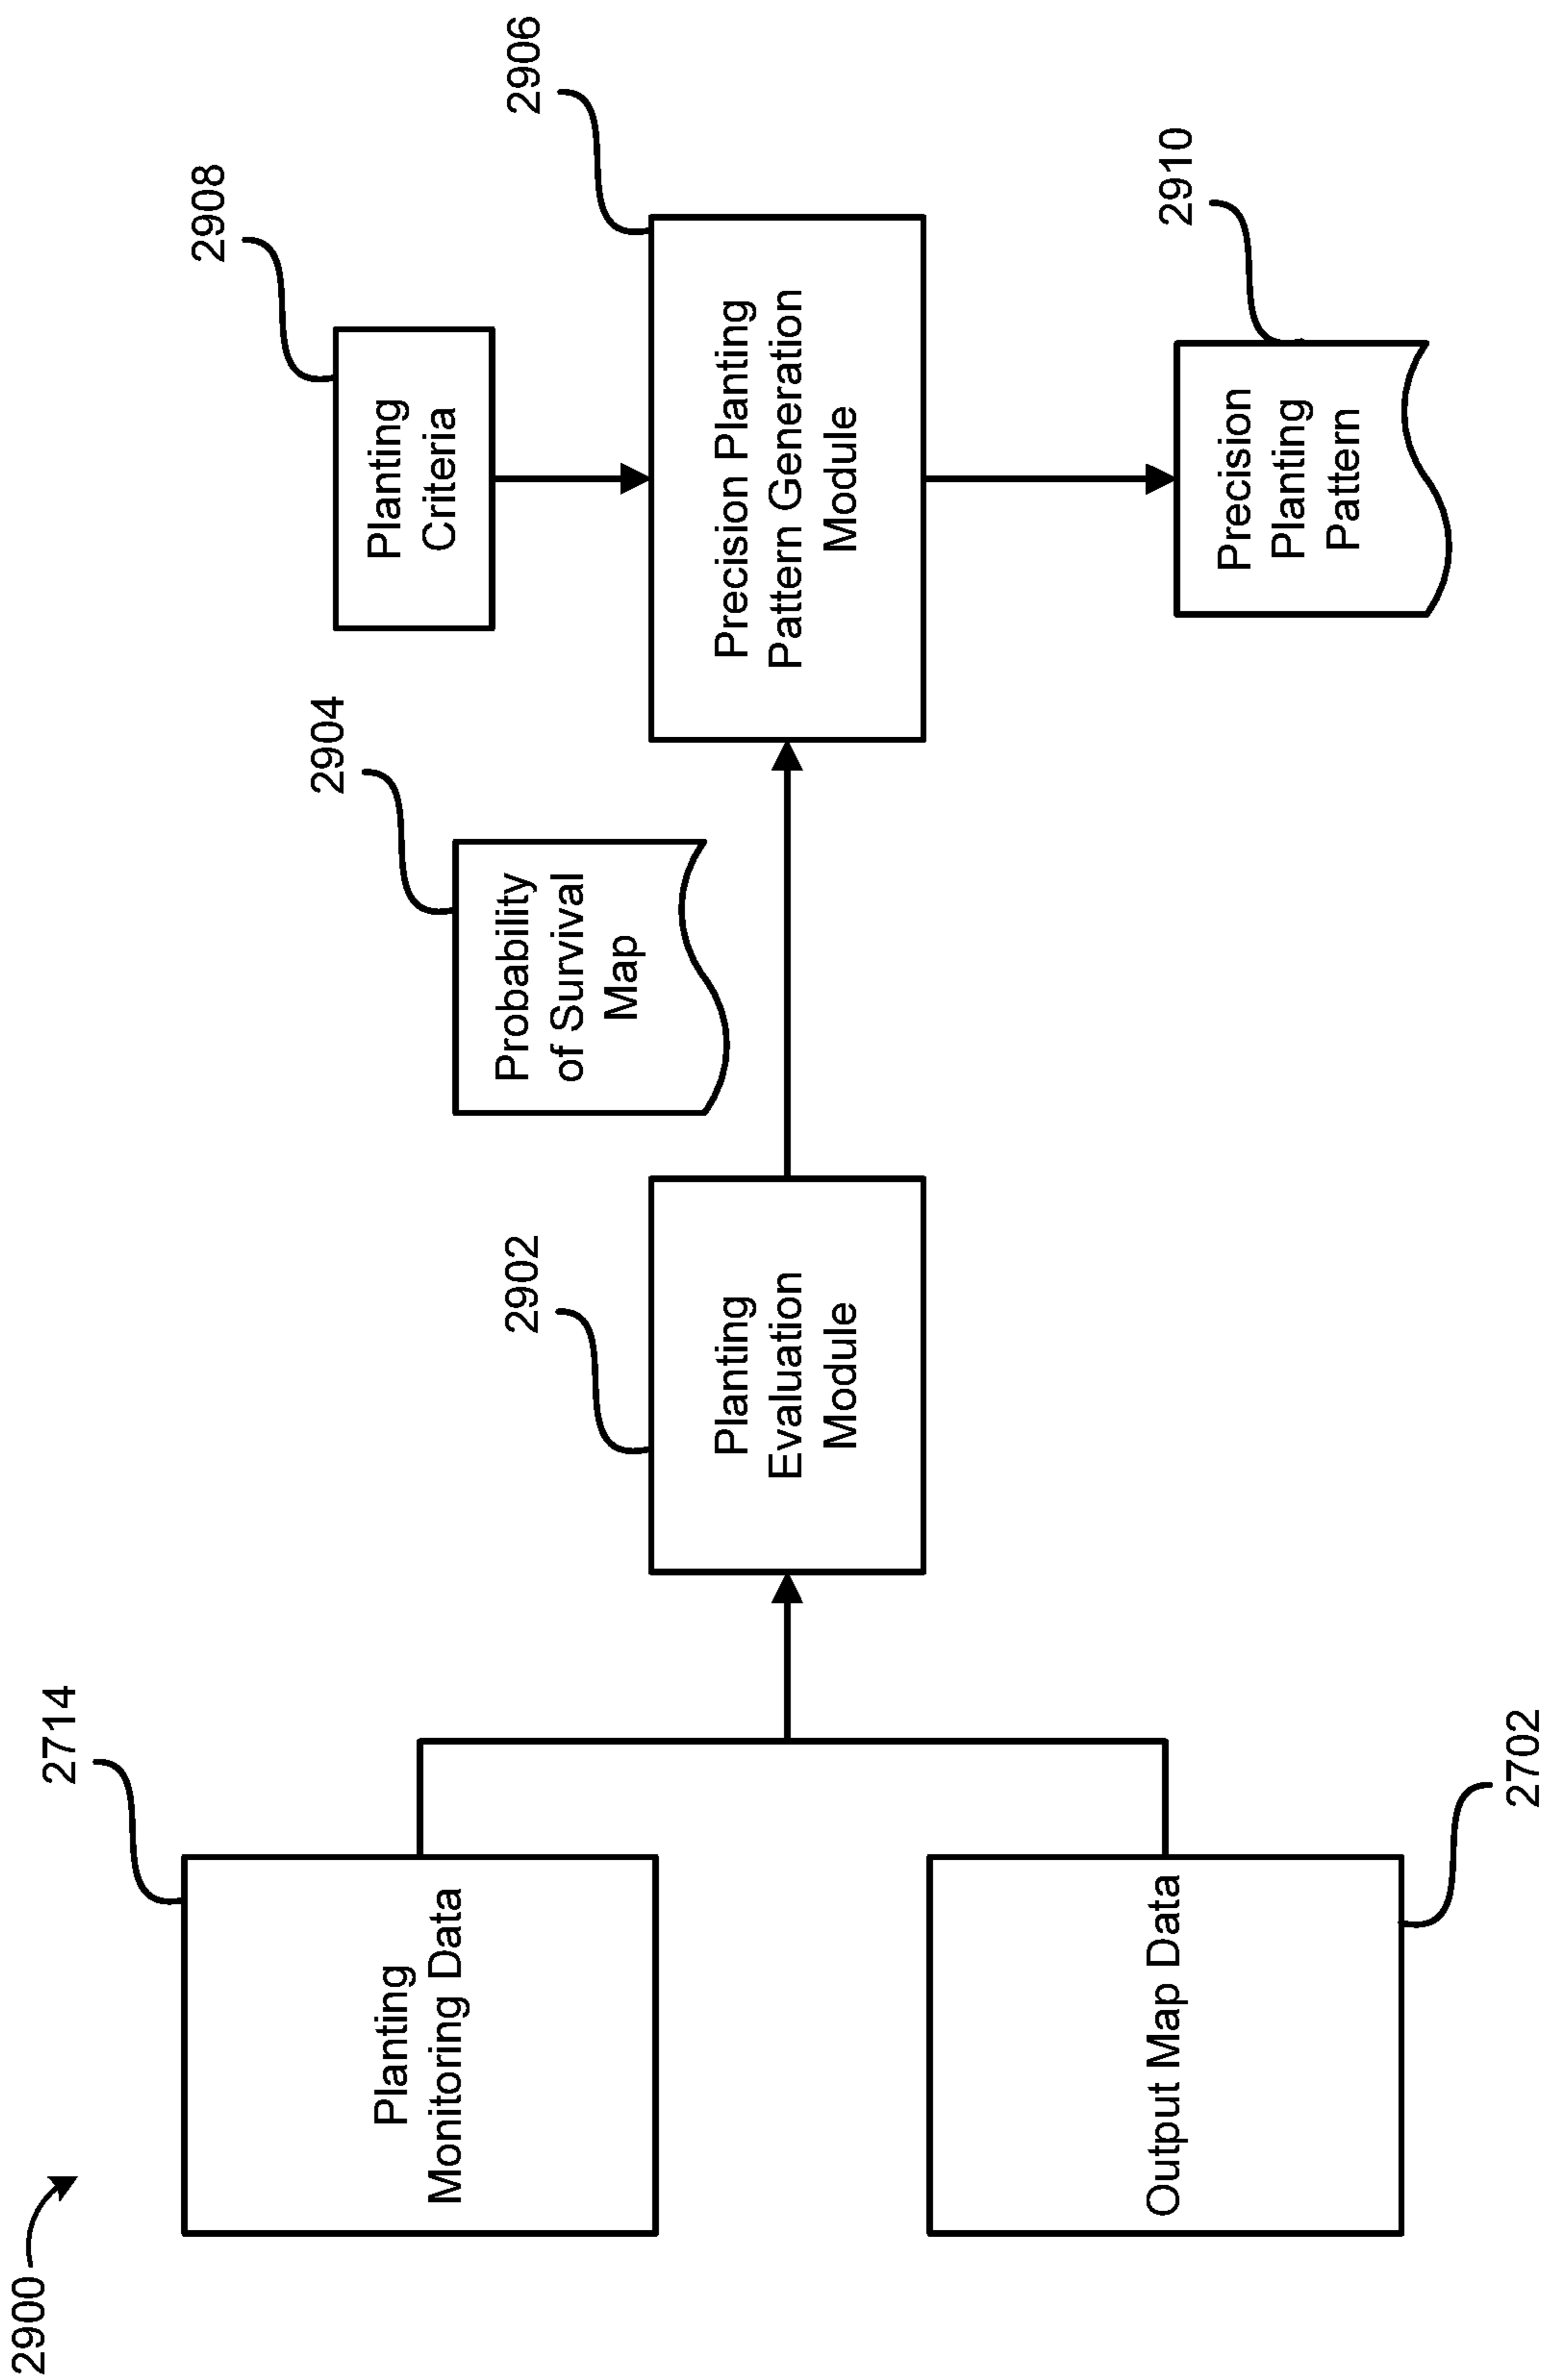 2900
2714
Planting
Monitoring Data
Output Map Data
2702
2902
Planting
Evaluation
Module
2904
Probability
of Survival
Map
2908
Planting
Criteria
2906
Precision Planting
Pattern Generation
Module
2910
Precision
Planting
Pattern